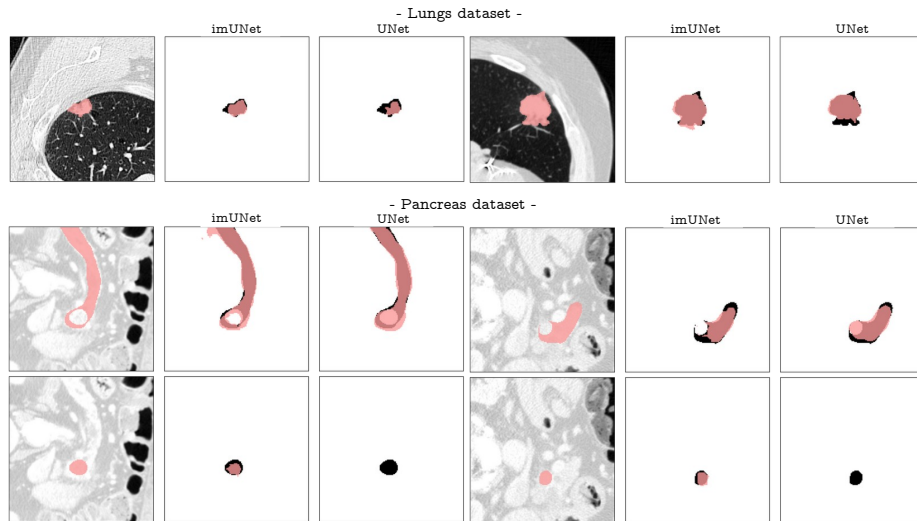 - Lungs dataset -
imUNet UNet imUNet UNet
- Pancreas dataset -
imUNet UNet imUNet UNet